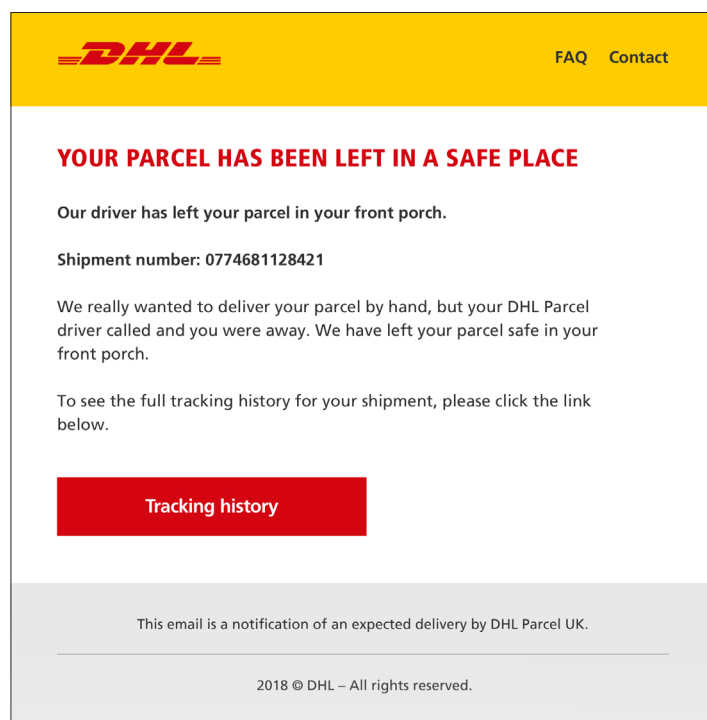 DHL
FAQ Contact
YOUR PARCEL HAS BEEN LEFT IN A SAFE PLACE
Our driver has left your parcel in your front porch.
Shipment number: 0774681128421
We really wanted to deliver your parcel by hand, but your DHL Parcel
driver called and you were away. We have left your parcel safe in your
front porch.
To see the full tracking history for your shipment, please click the link
below.
Tracking history
This email is a notification of an expected delivery by DHL Parcel UK.
2018 © DHL – All rights reserved.